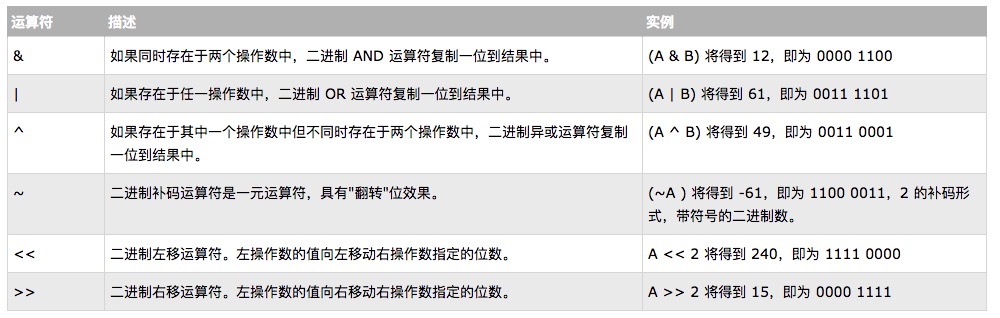 运算符 描述 实例
& 如果同时存在于两个操作数中，二进制 AND 运算符复制一位到结果中。 (A & B) 将得到 12，即为 0000 1100
| 如果存在于任一操作数中，二进制 OR 运算符复制一位到结果中。 (A | B) 将得到 61，即为 0011 1101
^ 如果存在于其中一个操作数中但不同时存在于两个操作数中，二进制异或运算符复制 (A ^ B) 将得到 49，即为 0011 0001
一位到结果中。
~ 二进制补码运算符是一元运算符，具有"翻转"位效果。 (~A ) 将得到 -61，即为 1100 0011，2 的补码形
式，带符号的二进制数。
<< 二进制左移运算符。左操作数的值向左移动右操作数指定的位数。 A << 2 将得到 240，即为 1111 0000
>> 二进制右移运算符。左操作数的值向右移动右操作数指定的位数。 A >> 2 将得到 15，即为 0000 1111